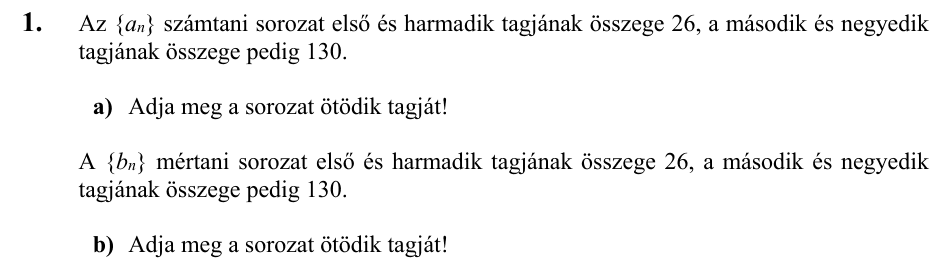 1. Az {an} számtani sorozat első és harmadik tagjának összege 26, a második és negyedik
tagjának összege pedig 130.
a) Adja meg a sorozat ötödik tagját!
A {bn} mértani sorozat első és harmadik tagjának összege 26, a második és negyedik
tagjának összege pedig 130.
b) Adja meg a sorozat ötödik tagját!